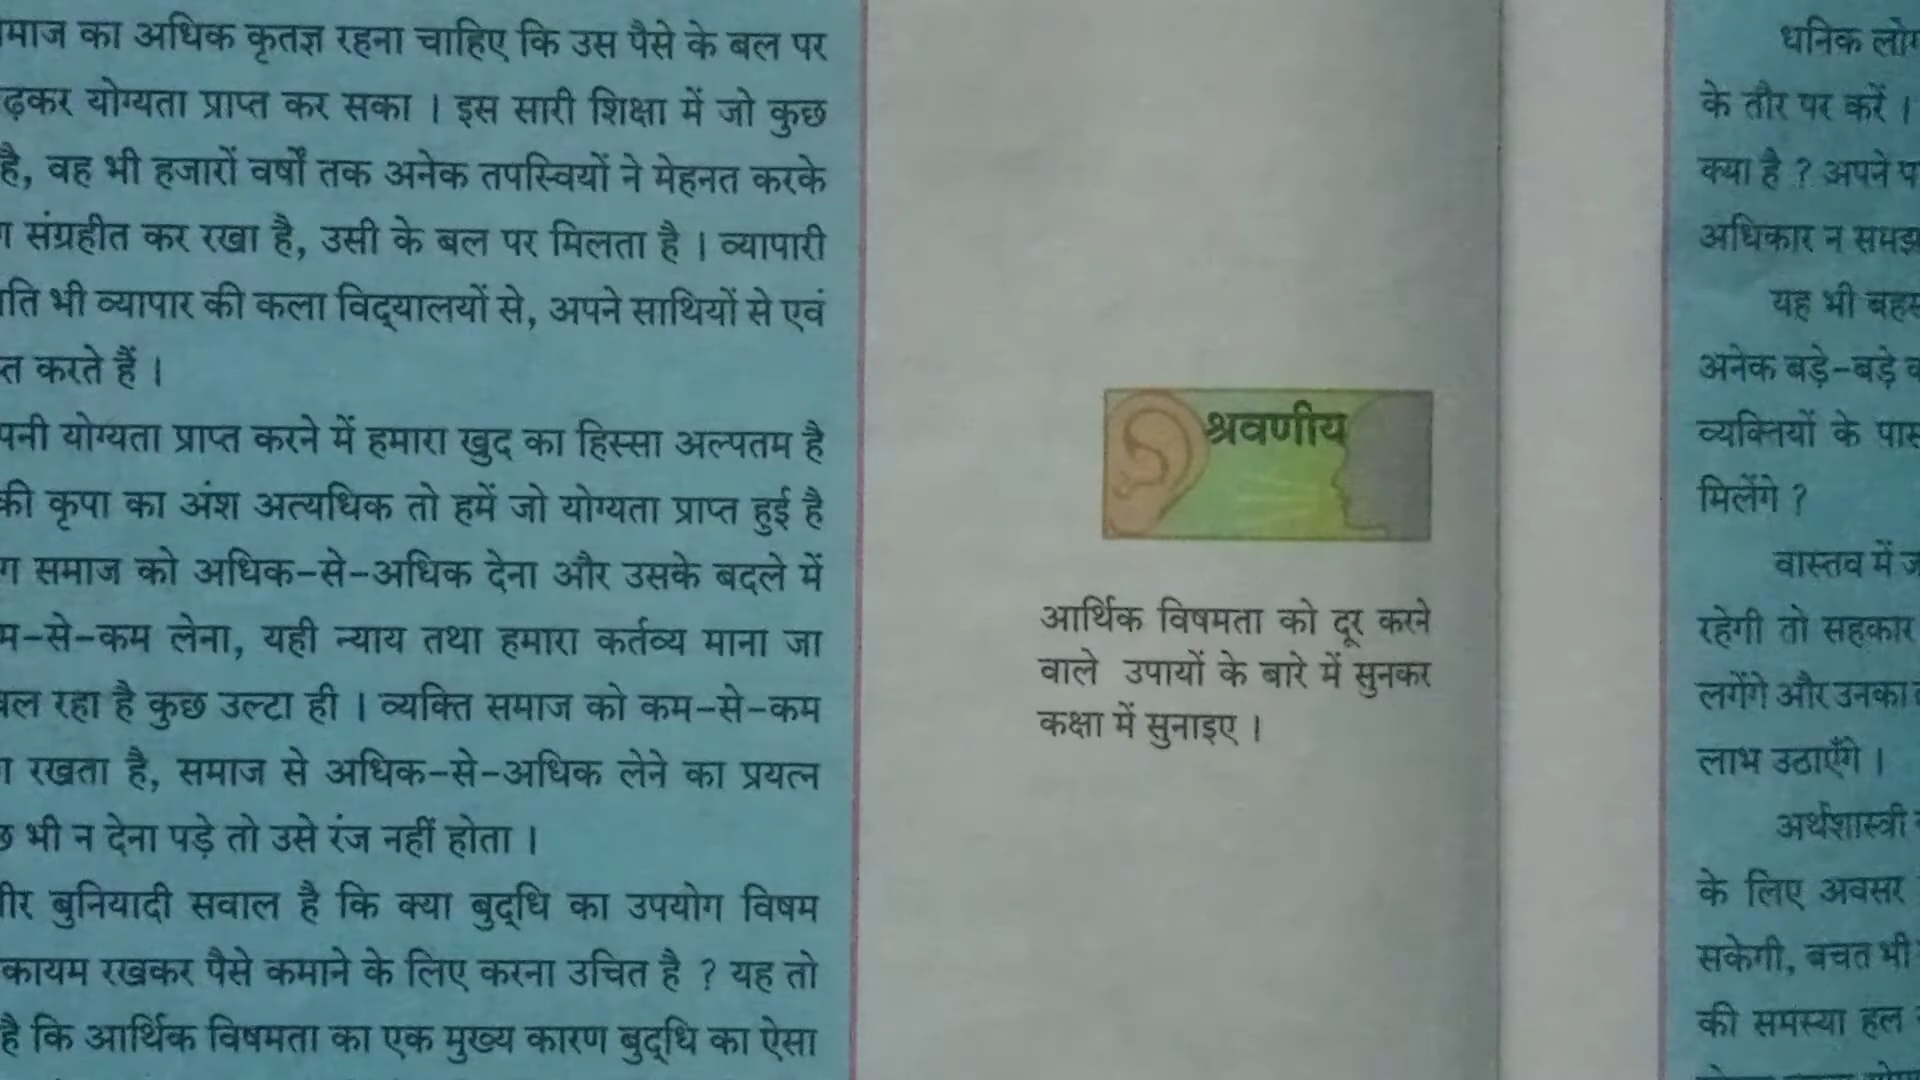 का अधिक कृतज्ञ रहना चाहिए कि उस पैसे के बल पर
योग्यता प्राप्त कर सका । इस सारी शिक्षा में जो कुछ
है, वह भी हजारों वर्षों तक अनेक तपस्वियों ने मेहनत करके
संग्रहीत कर रखा है, उसी के बल पर मिलता है । व्यापारी
भी व्यापार की कला विद्‌यालयों से, अपने साथियों से एवं
करते हैं ।
योग्यता प्राप्त करने में हमारा खुद का हिस्सा अल्पतम है
की कृपा का अंश अत्यधिक तो हमें जो योग्यता प्राप्त हुई है
समाज को अधिक-से-अधिक देना और उसके बदले में
से-कम लेना, यही न्याय तथा हमारा कर्तव्य माना जा
रहा है कुछ उल्टा ही । व्यक्ति समाज को कम-से-कम
रखता है, समाज से अधिक-से-अधिक लेने का प्रयत्न
भी न देना पड़े तो उसे रंज नहीं होता ।
बुनियादी सवाल है कि क्या बुद्‌धि का उपयोग विषम
कायम रखकर पैसे कमाने के लिए करना उचित है ? यह तो
है कि आर्थिक विषमता का एक मुख्य कारण बुद्‌धि का ऐसा
श्रवणीय
आर्थिक विषमता को दूर करने
वाले उपायों के बारे में सुनकर
कक्षा में सुनाइए ।
धनिक
के तौर पर करें ।
क्या है ? अपने
अधिकार न
यह भी
अनेक बड़े-बड़े
व्यक्तियों के
मिलेंगे ?
वास्तव में
रहेगी तो सहकार
लगेंगे और उनका
लाभ उठाएँगे ।
अर्थशास्त्री
के लिए अवसर
सकेगी, बचत भी
की समस्या हल